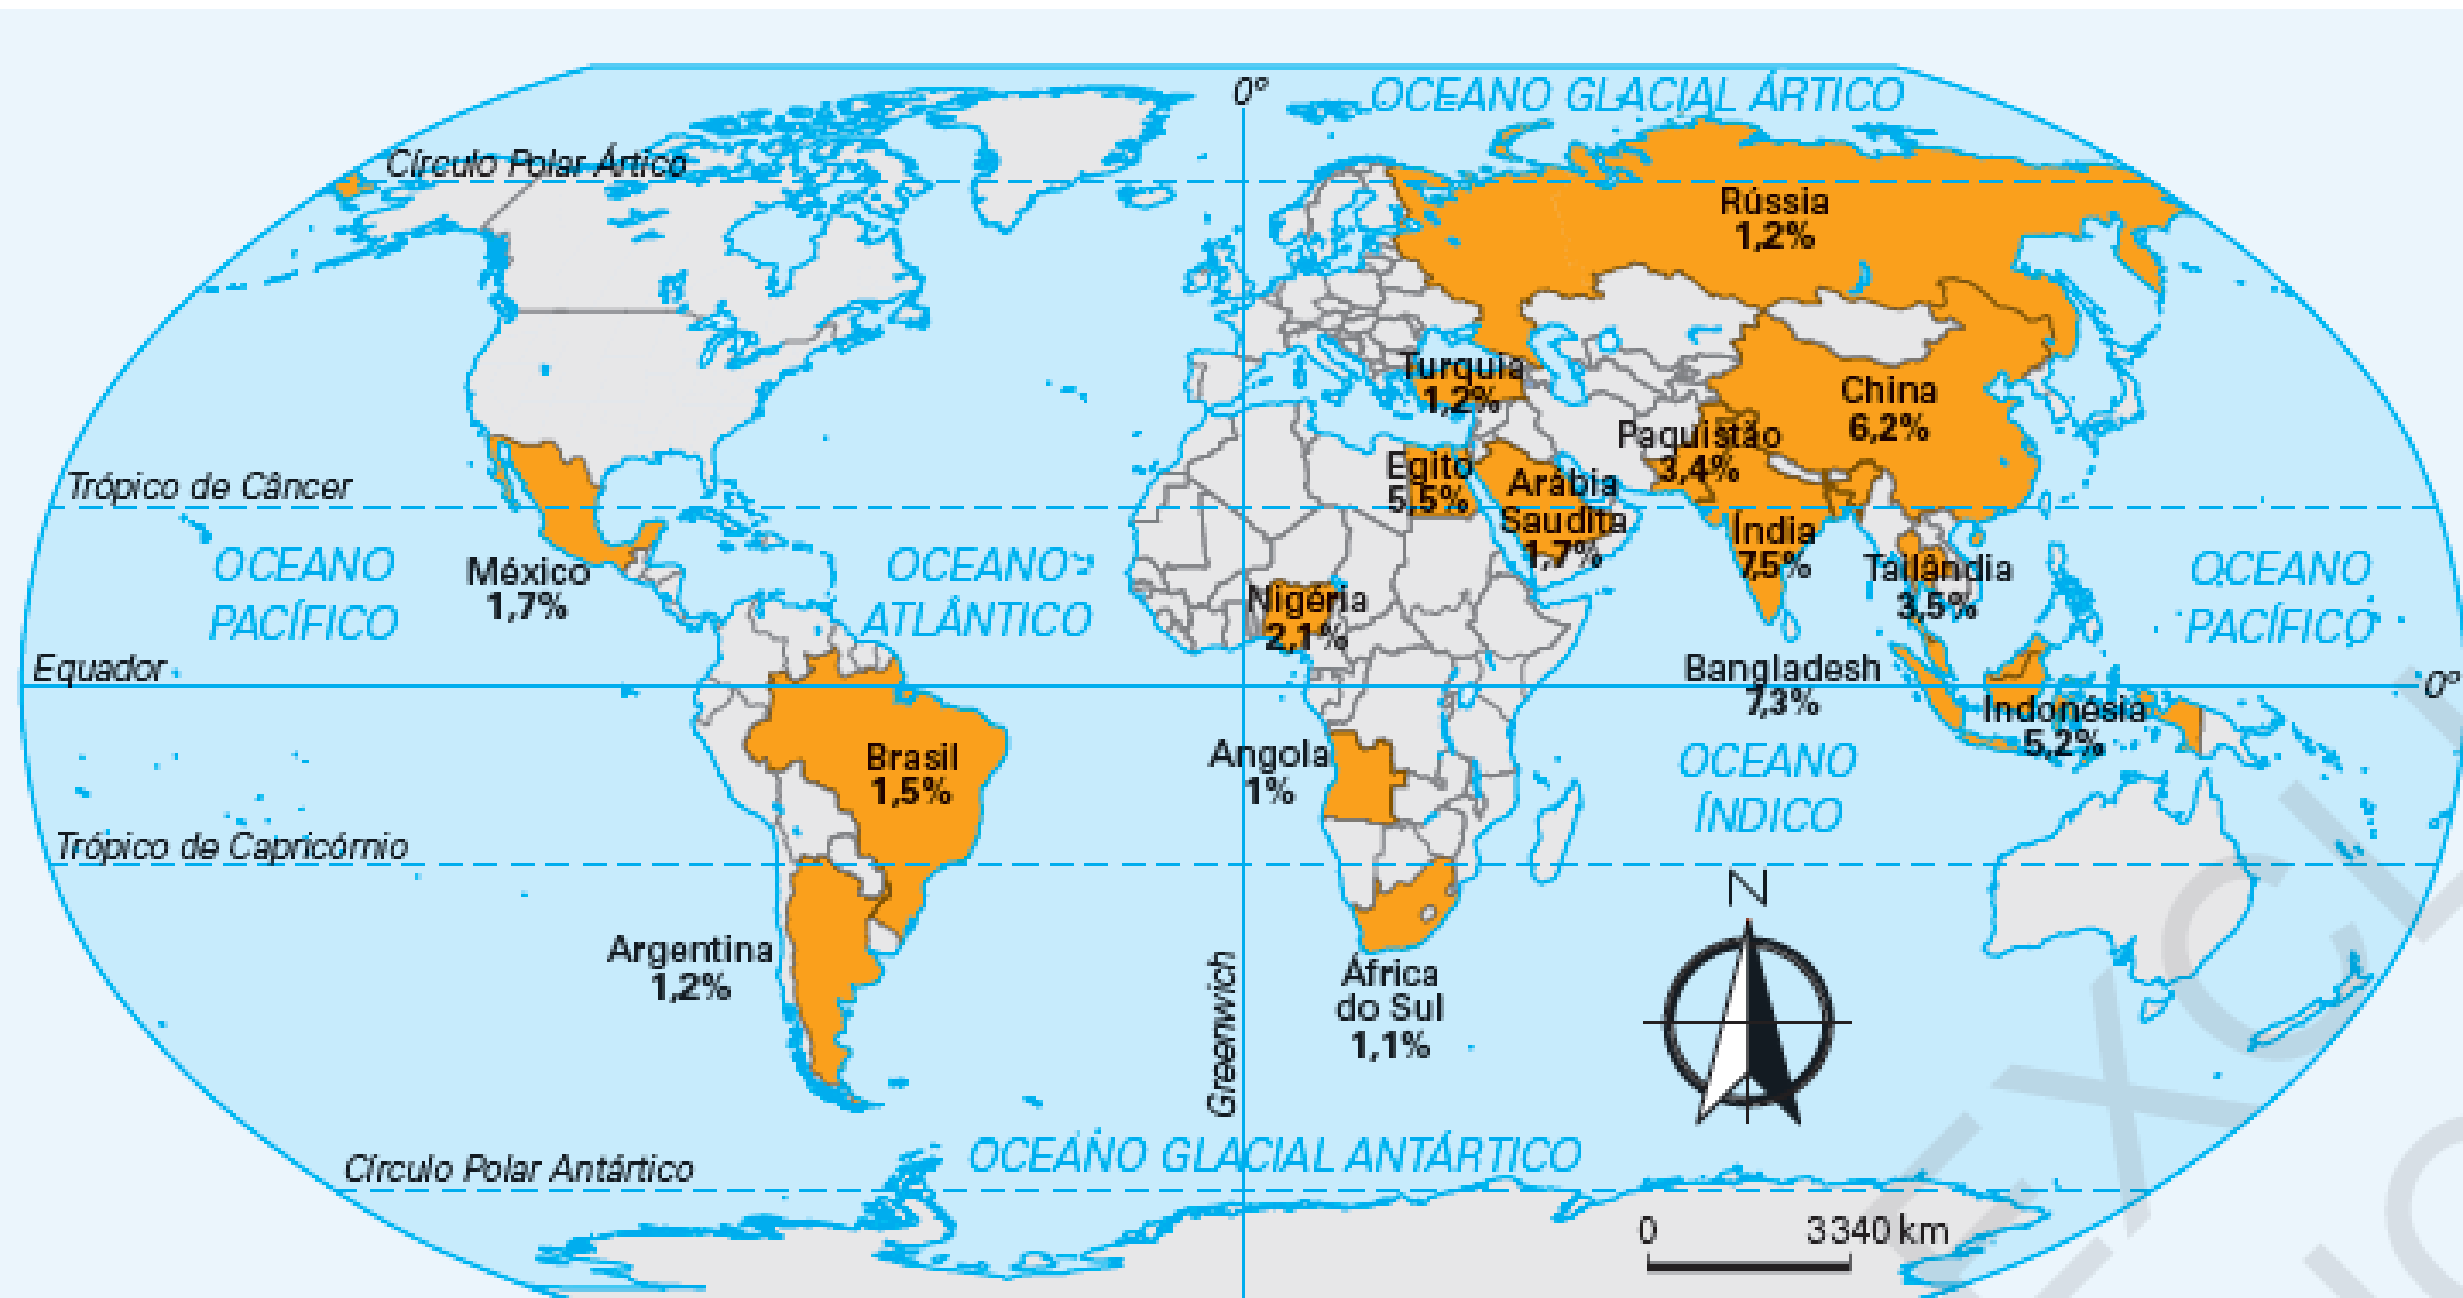 0°
OCEANO GLACIAL ÁRTICO
Círculo Polar Ártico
Rússia
1,2%
Turquia
1,2%
China
6,2%
Paquistão
3,4%
Egito
5,5%
Arábia
Saudita
1,7%
Trópico de Câncer
Índia
7,5%
OCEANO
PACÍFICO
México
1,7%
OCEANO
ATLÂNTICO
Tailândia
3,5%
OCEANO
PACÍFICO
Nigéria
2,1%
Equador
Bangladesh
7,3%
0°
Indonésia
5,2%
Brasil
1,5%
Angola
1%
OCEANO
ÍNDICO
Trópico de Capricórnio
N
Argentina
1,2%
África
do Sul
1,1%
Greenwich
OCEANO GLACIAL ANTÁRTICO
Círculo Polar Antártico
0 3 340 km